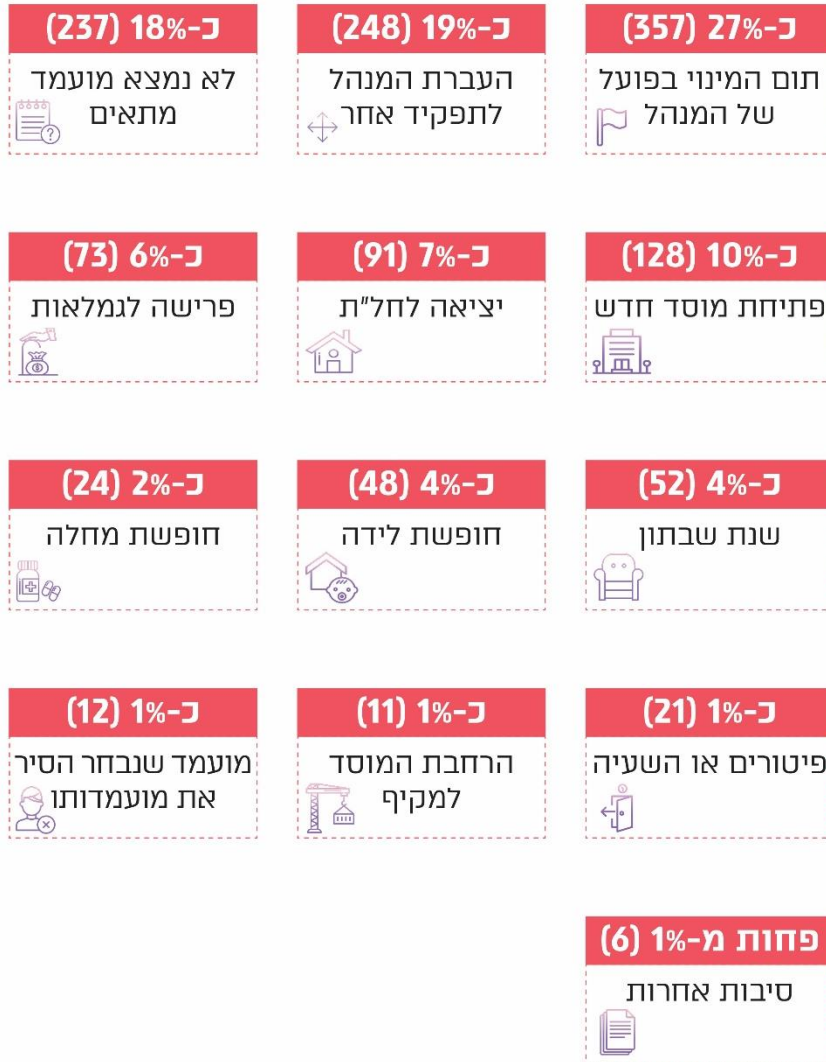 כ-27% (357)
תום המינוי בפועל
של המנהל
כ-19% (248)
העברת המנהל
לתפקיד אחר
כ-18% (237)
לא נמצא מועמד
מתאים
כ-10% (128)
פתיחת מוסד חדש
כ-7% (91)
יציאה לחל"ת
כ-6% (73)
פרישה לגמלאות
כ-4% (52)
שנת שבתון
כ-4% (48)
חופשת לידה
כ-2% (24)
חופשת מחלה
כ-1% (21)
פיטורים או השעיה
כ-1% (11)
הרחבת המוסד
למקיף
כ-1% (12)
מועמד שנבחר הסיר
את מועמדותו
פחות מ-1% (6)
סיבות אחרות